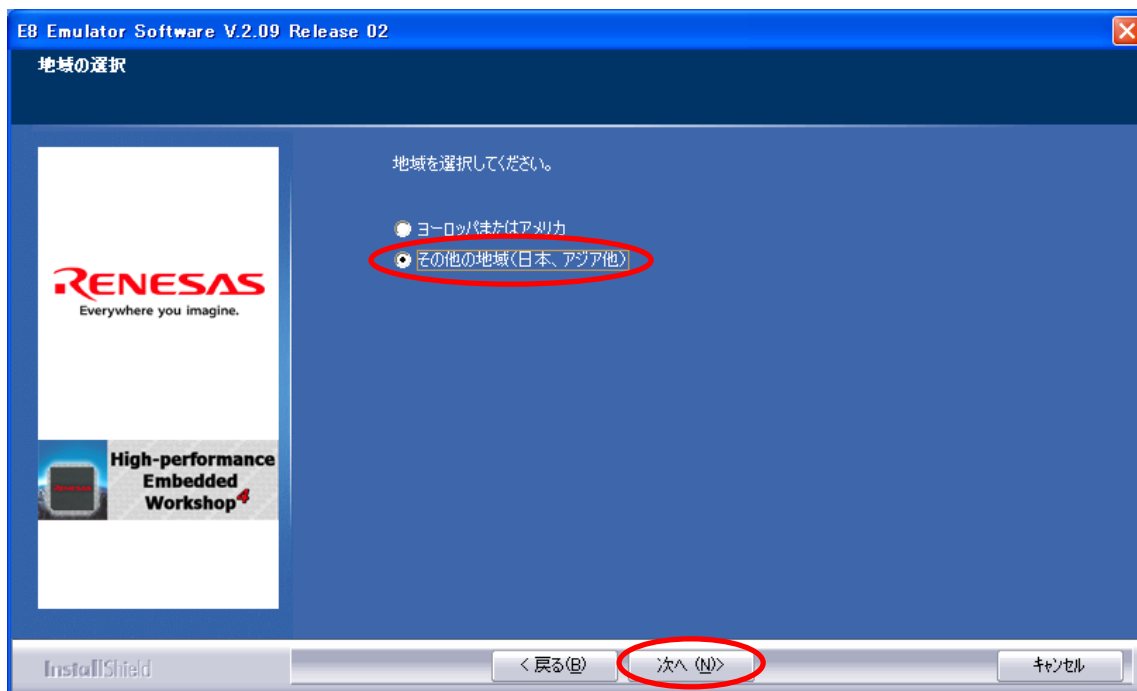 E8 Emulator Software V.2.09 Release 02
地域の選択
地域を選択してください。
ヨーロッパまたはアメリカ
その他の地域(日本、アジア他)
RENESAS
Everywhere you imagine.
High-performance
Embedded
Workshop4
RENESAS
InstallShield
< 戻る(B)
次へ (N)>
キャンセル